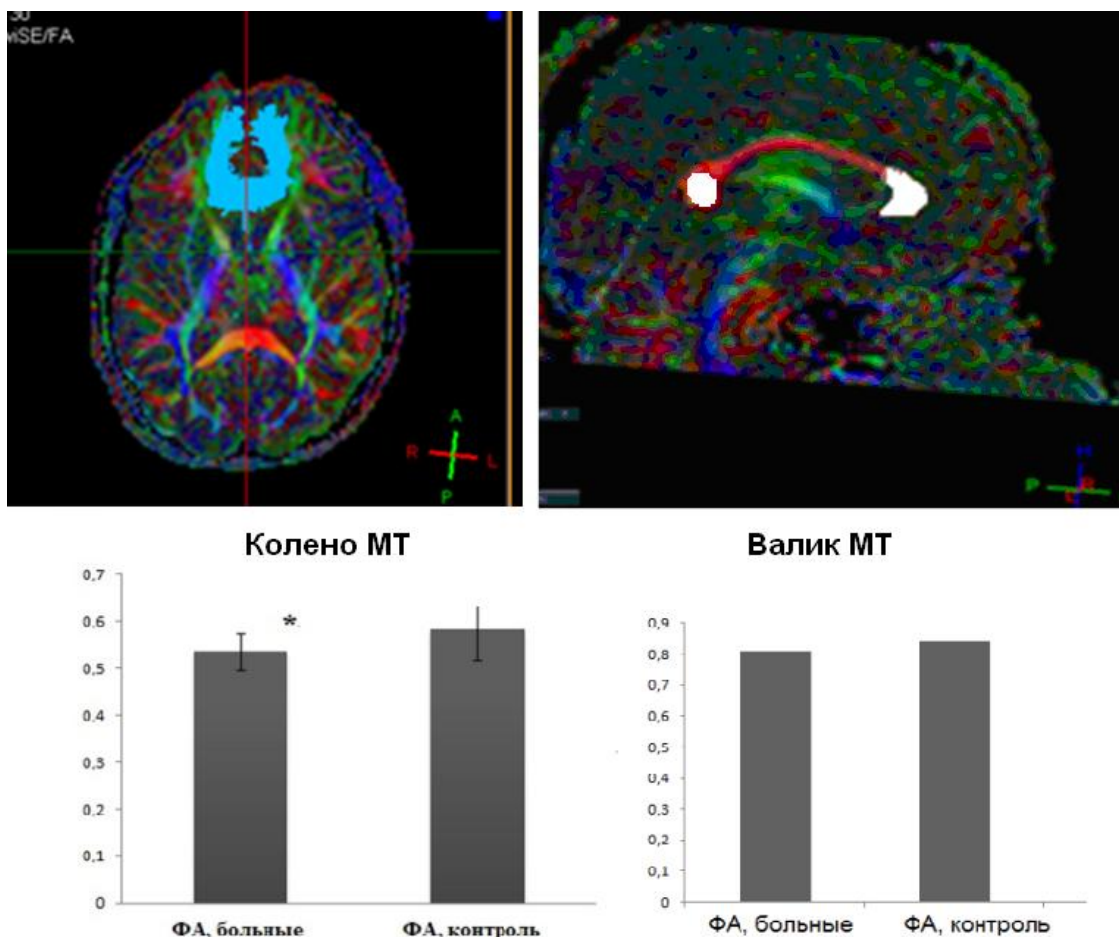 viSE/FA
A
R
L
P
H
P
R
L
Колено МТ
0,7
0,6
0,5
0,4
0,3
0,2
0,1
0
*
ФА, больные
ФА, контроль
Валик МТ
0,9
0,8
0,7
0,6
0,5
0,4
0,3
0,2
0,1
0
ФА, больные
ФА, контроль